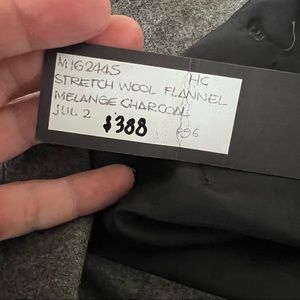 M16244S HC
STRETCH WOOL FLANNEL
MELANGE CHARCOAL
JUL 2
$388